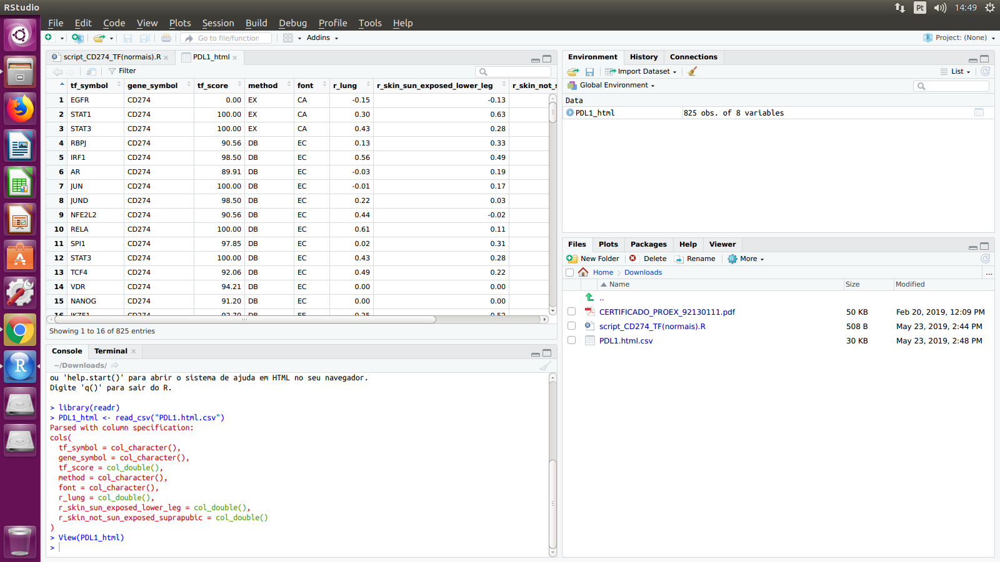 RStudio
Pt
14:49
File Edit Code View Plots Session Build Debug Profile Tools Help
Go to file/function
Addins
Project: (None)
script_CD274_TF(normais).R
PDL1_html
Filter
tf_symbol gene_symbol tf_score method font r_lung r_skin_sun_exposed_lower_leg r_skin_not_s
1 EGFR CD274 0.00 EX CA -0.15 -0.13
2 STAT1 CD274 100.00 EX CA 0.30 0.63
3 STAT3 CD274 100.00 EX CA 0.43 0.28
4 RBPJ CD274 90.56 DB EC 0.13 0.33
5 IRF1 CD274 98.50 DB EC 0.56 0.49
6 AR CD274 89.91 DB EC -0.03 0.19
7 JUN CD274 100.00 DB EC -0.01 0.17
8 JUND CD274 98.50 DB EC 0.22 0.03
9 NFE2L2 CD274 90.56 DB EC 0.44 -0.02
10 RELA CD274 100.00 DB EC 0.61 0.11
11 SPI1 CD274 97.85 DB EC 0.02 0.31
12 STAT3 CD274 100.00 DB EC 0.43 0.28
13 TCF4 CD274 92.06 DB EC 0.49 0.22
14 VDR CD274 94.21 DB EC 0.00 0.00
15 NANOG CD274 91.20 DB EC 0.00 0.00
Showing 1 to 16 of 825 entries
Console Terminal
~/Downloads/
ou 'help.start()' para abrir o sistema de ajuda em HTML no seu navegador.
Digite 'q()' para sair do R.
> library(readr)
> PDL1_html <- read_csv("PDL1.html.csv")
Parsed with column specification:
cols(
tf_symbol = col_character(),
gene_symbol = col_character(),
tf_score = col_double(),
method = col_character(),
font = col_character(),
r_lung = col_double(),
r_skin_sun_exposed_lower_leg = col_double(),
r_skin_not_sun_exposed_suprapubic = col_double()
)
> View(PDL1_html)
>
Environment History Connections
Import Dataset
List
Global Environment
Data
PDL1_html 825 obs. of 8 variables
Files Plots Packages Help Viewer
New Folder Delete Rename More
Home Downloads ...
Name Size Modified
..
CERTIFICADO_PROEX_92130111.pdf 50 KB Feb 20, 2019, 12:09 PM
script_CD274_TF(normais).R 508 B May 23, 2019, 2:44 PM
PDL1.html.csv 30 KB May 23, 2019, 2:48 PM